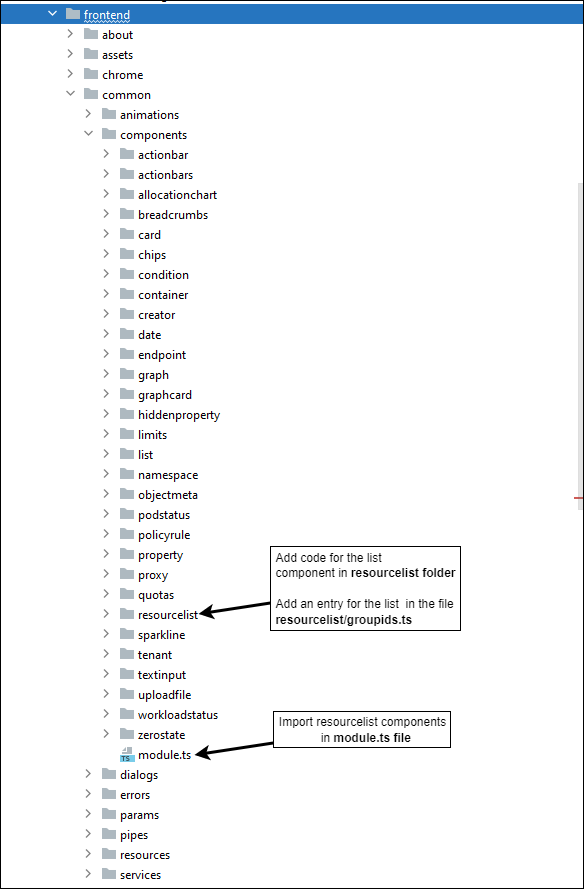 frontend
about
assets
chrome
common
animations
components
actionbar
actionbars
allocationchart
breadcrumbs
card
chips
condition
container
creator
date
endpoint
graph
graphcard
hiddenproperty
limits
list
namespace
objectmeta
podstatus
policyrule
property
proxy
quotas
resourcelist
sparkline
tenant
textinput
uploadfile
workloadstatus
zerostate
TS module.ts
dialogs
errors
params
pipes
resources
services
Add code for the list
component in resourcelist folder
Add an entry for the list in the file
resourcelist/groupids.ts
Import resourcelist components
in module.ts file